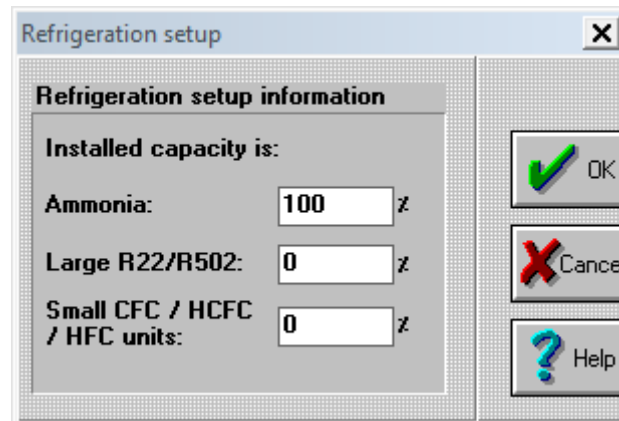 Refrigeration setup
Refrigeration setup information
Installed capacity is:
Ammonia: 100 %
Large R22/R502: 0 %
Small CFC / HCFC
/ HFC units: 0 %
OK
Cance
Help